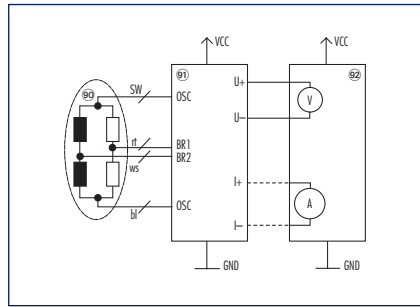 VCC
VCC
90
91
92
SW
OSC
U+
V
rt
BR1
U–
ws
BR2
I+
A
bl
OSC
I–
GND
GND